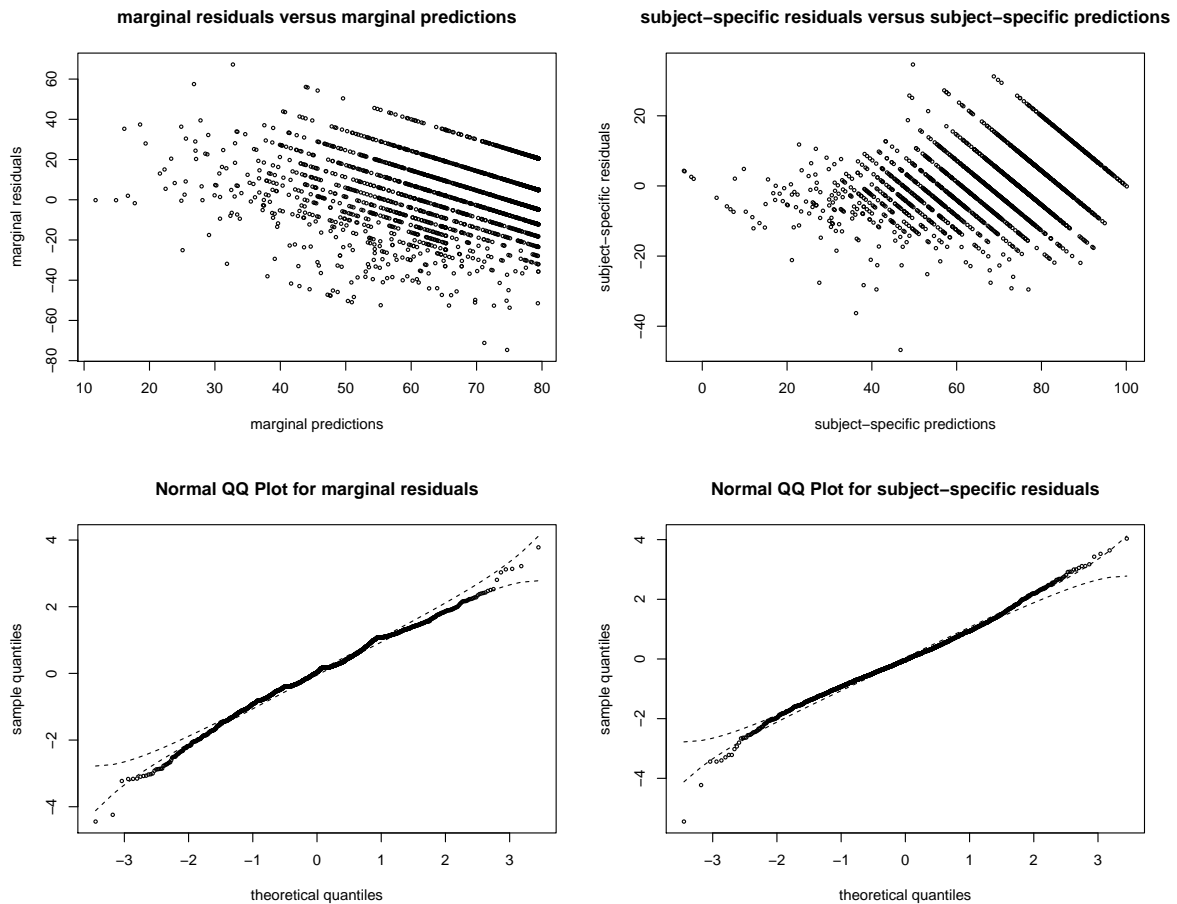 marginal residuals versus marginal predictions
marginal residuals
60
40
20
0
−20
−40
−60
−80
10 20 30 40 50 60 70 80
marginal predictions
subject−specific residuals versus subject−specific predictions
subject−specific residuals
20
0
−20
−40
0 20 40 60 80 100
subject−specific predictions
Normal QQ Plot for marginal residuals
sample quantiles
4
2
0
−2
−4
−3 −2 −1 0 1 2 3
theoretical quantiles
Normal QQ Plot for subject−specific residuals
sample quantiles
4
2
0
−2
−4
−3 −2 −1 0 1 2 3
theoretical quantiles